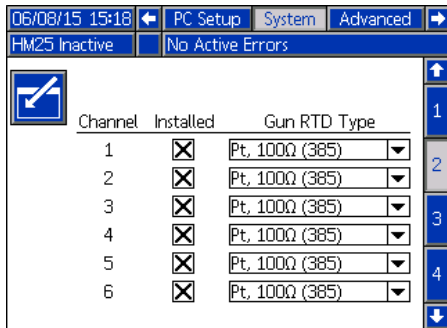 06/08/15 15:18 PC Setup System Advanced
HM25 Inactive No Active Errors
Channel Installed Gun RTD Type
1 Pt, 100Ω (385)
2 Pt, 100Ω (385)
3 Pt, 100Ω (385)
4 Pt, 100Ω (385)
5 Pt, 100Ω (385)
6 Pt, 100Ω (385)
1
2
3
4